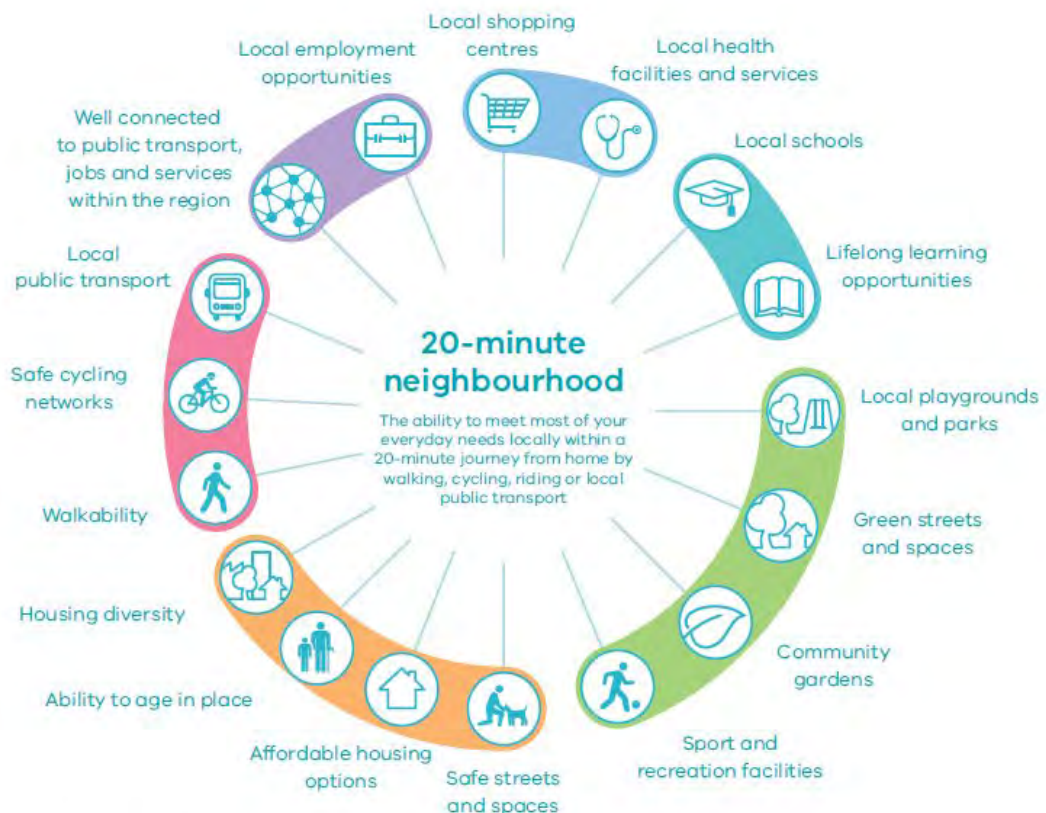 Local shopping
centres
Local health
facilities and services
Local schools
Lifelong learning
opportunities
Local playgrounds
and parks
Green streets
and spaces
Community
gardens
Sport and
recreation facilities
Safe streets
and spaces
Affordable housing
options
Ability to age in place
Housing diversity
Walkability
Safe cycling
networks
Local
public transport
Well connected
to public transport,
jobs and services
within the region
Local employment
opportunities
20-minute
neighbourhood
The ability to meet most of your
everyday needs locally within a
20-minute journey from home by
walking, cycling, riding or local
public transport